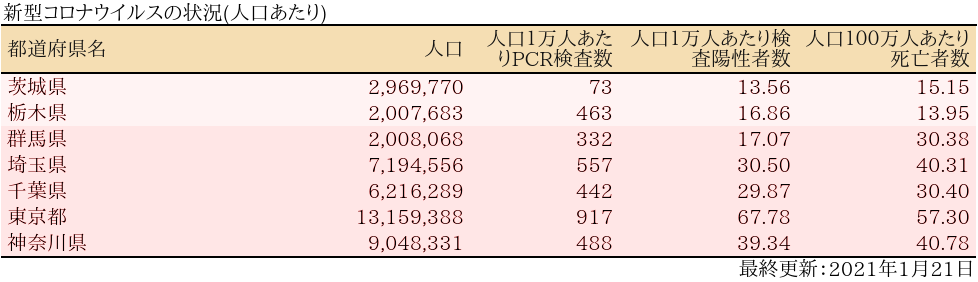 新型コロナウイルスの状況(人口あたり)
都道府県名 人口 人口1万人あたりPCR検査数 人口1万人あたり検査陽性者数 人口100万人あたり死亡者数
茨城県 2,969,770 73 13.56 15.15
栃木県 2,007,683 463 16.86 13.95
群馬県 2,008,068 332 17.07 30.38
埼玉県 7,194,556 557 30.50 40.31
千葉県 6,216,289 442 29.87 30.40
東京都 13,159,388 917 67.78 57.30
神奈川県 9,048,331 488 39.34 40.78
最終更新：2021年1月21日